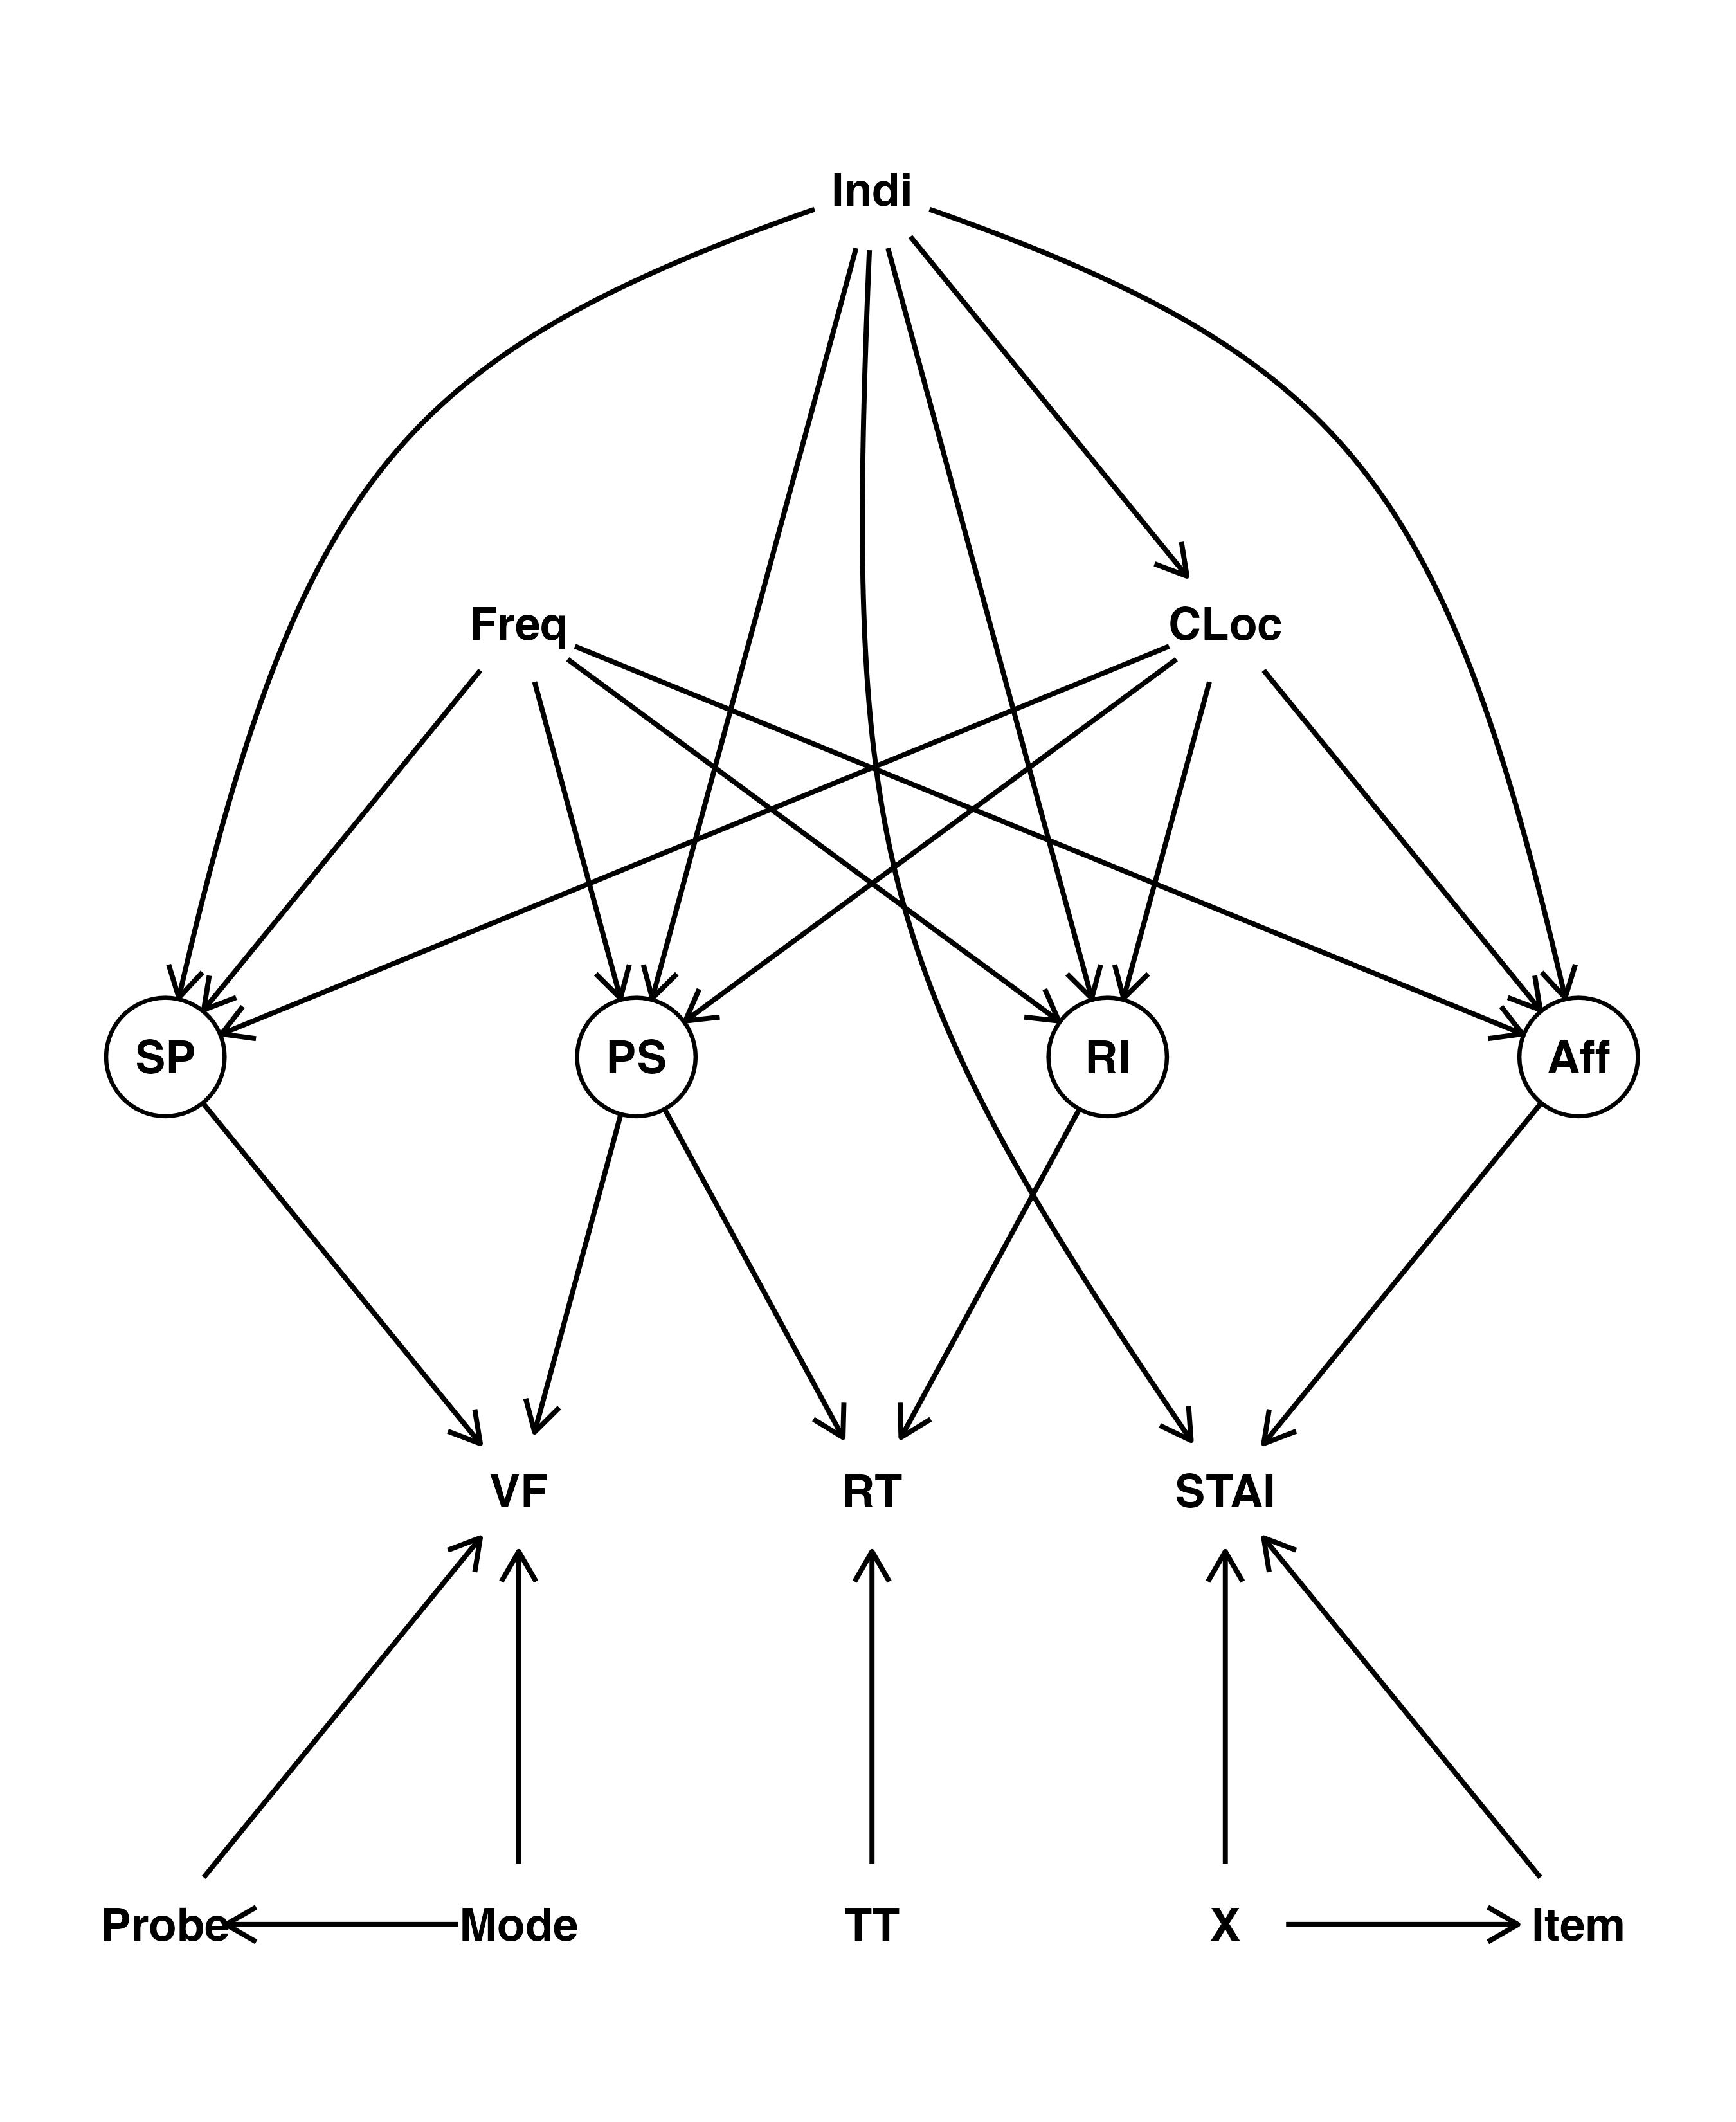 Indi
Freq CLoc
SP PS RI Aff
VF RT STAI
Probe Mode TT X Item